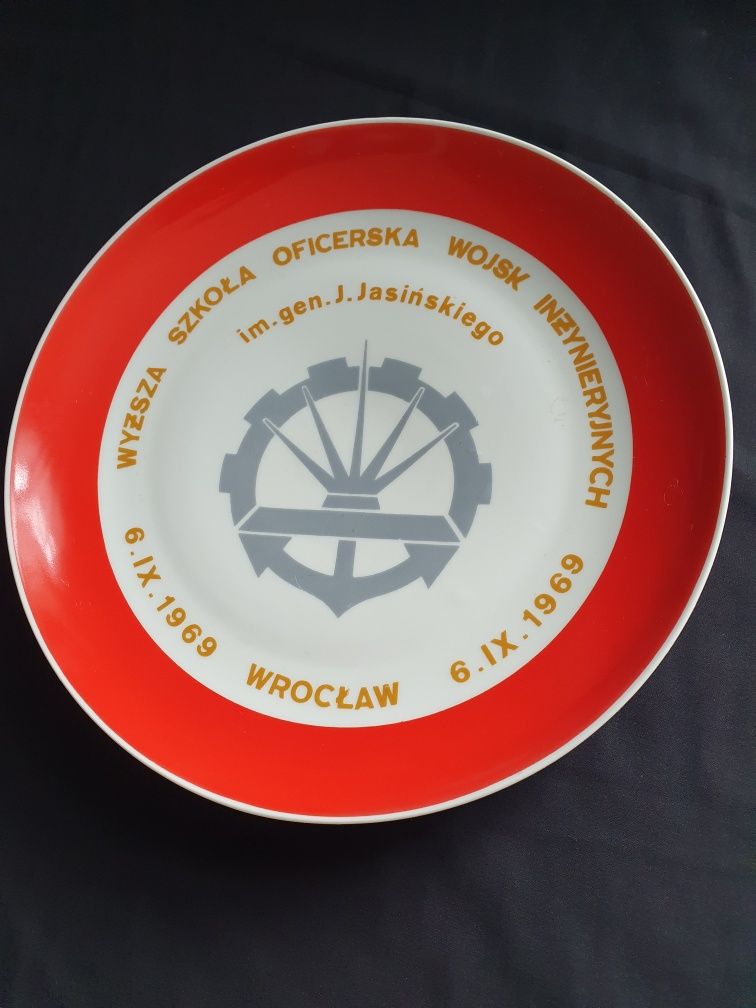 WYŻSZA SZKOŁA OFICERSKA WOJSK INŻYNIERYJNYCH
im. gen. J. Jasińskiego
6.IX.1969 WROCŁAW 6.IX.1969